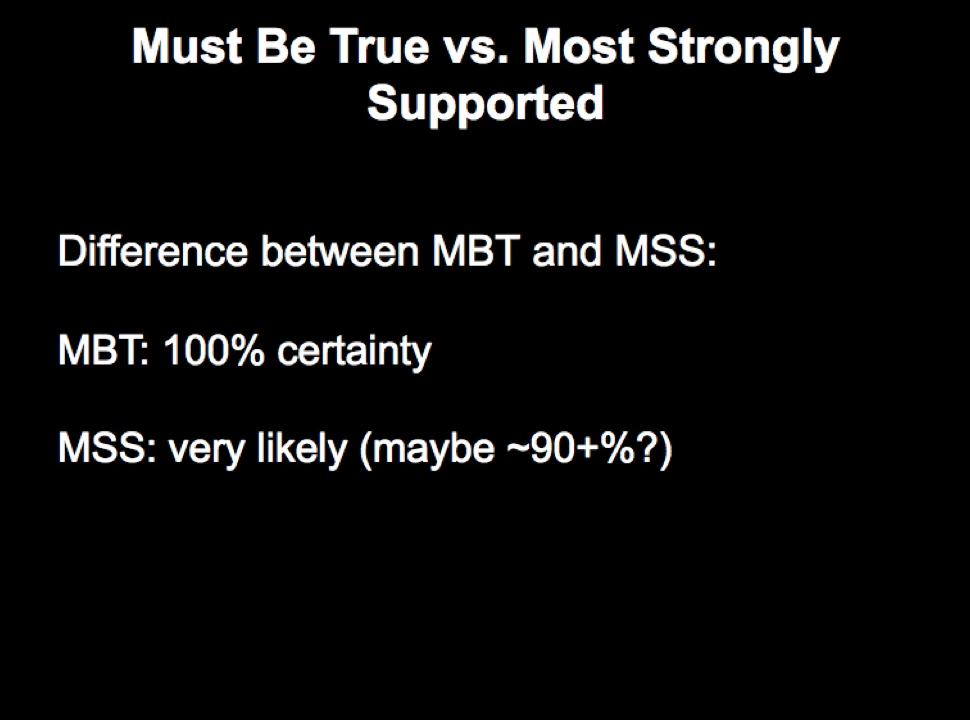 Must Be True vs. Most Strongly
Supported
Difference between MBT and MSS:
MBT: 100% certainty
MSS: very likely (maybe ~90+%?)